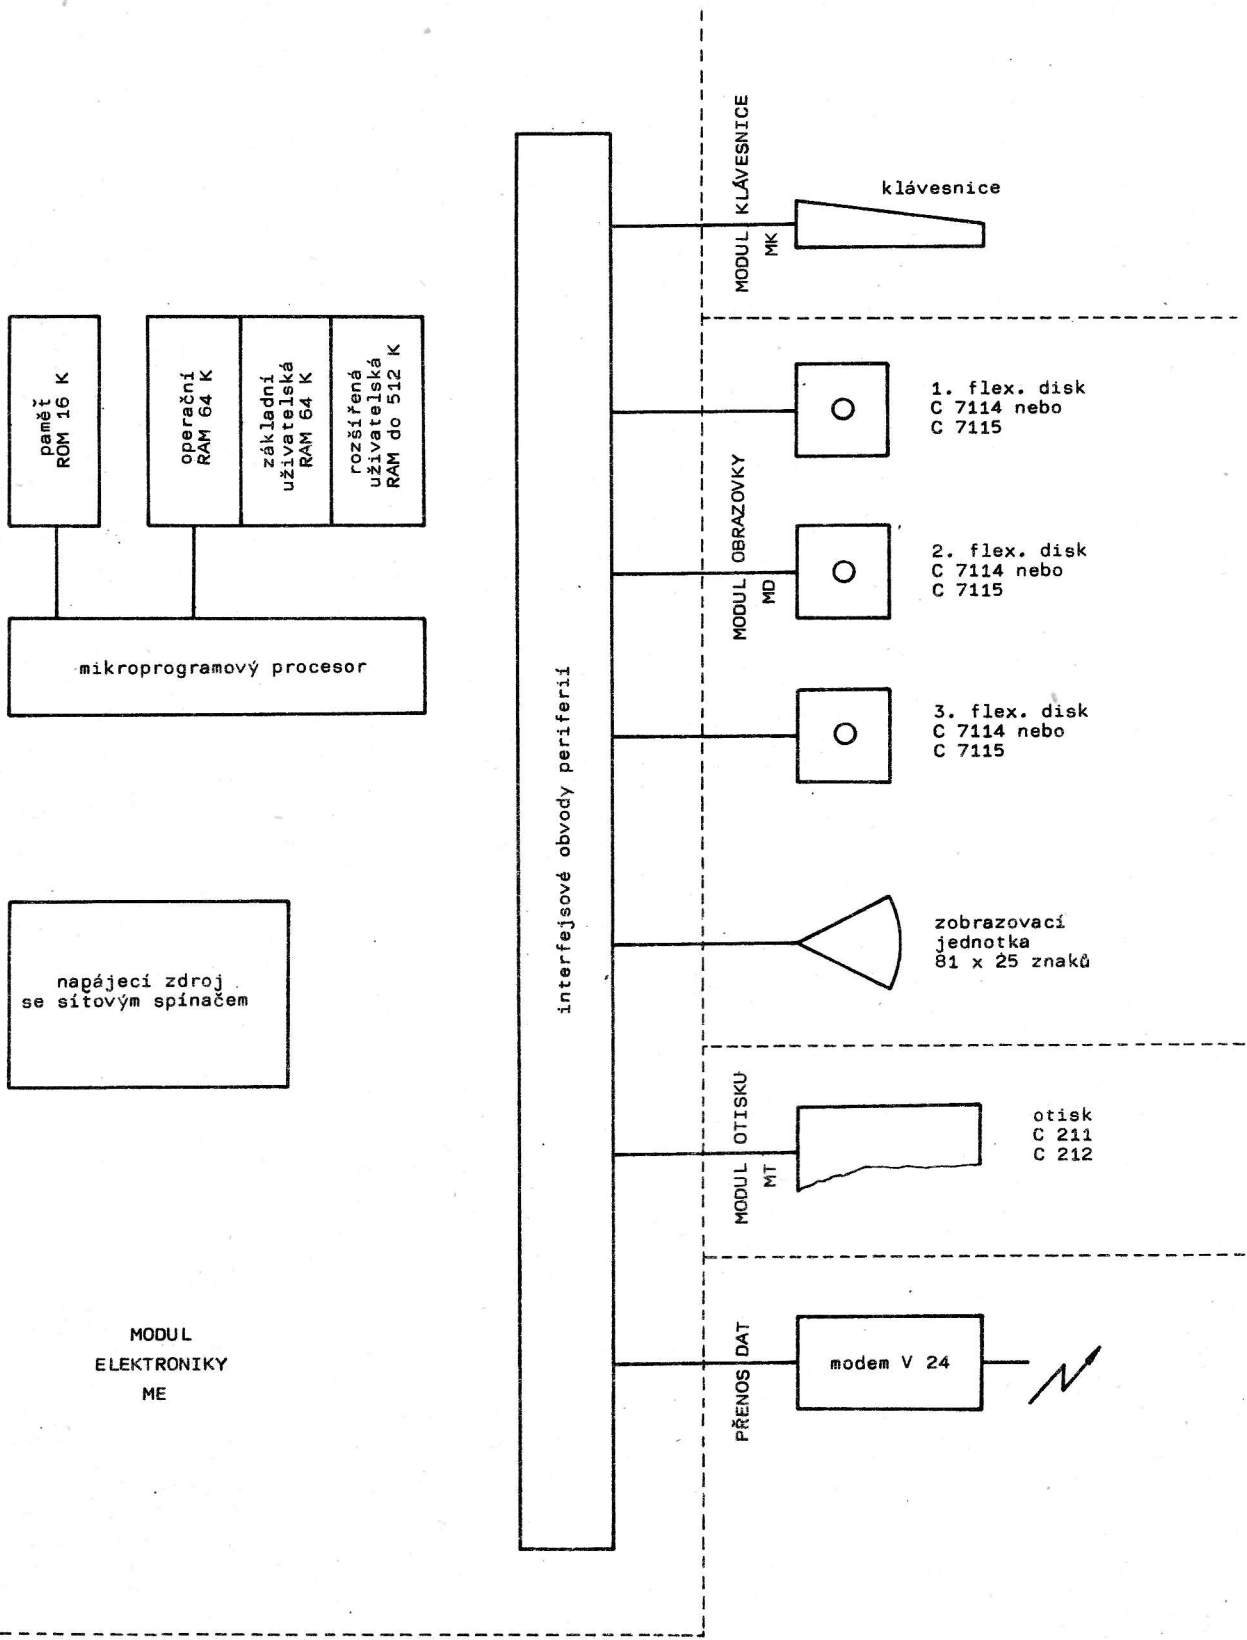 paměť
ROM 16 K
operační
RAM 64 K
základní
uživatelská
RAM 64 K
rozšířená
uživatelská
RAM do 512 K
mikroprogramový procesor
napájecí zdroj
se síťovým spínačem
MODUL
ELEKTRONIKY
ME
interfejsové obvody periferií
MODUL KLÁVESNICE
MK
klávesnice
MODUL OBRAZOVKY
MD
1. flex. disk
C 7114 nebo
C 7115
2. flex. disk
C 7114 nebo
C 7115
3. flex. disk
C 7114 nebo
C 7115
zobrazovací
jednotka
81 x 25 znaků
MODUL OTISKU
MT
otisk
C 211
C 212
PŘENOS DAT
modem V 24